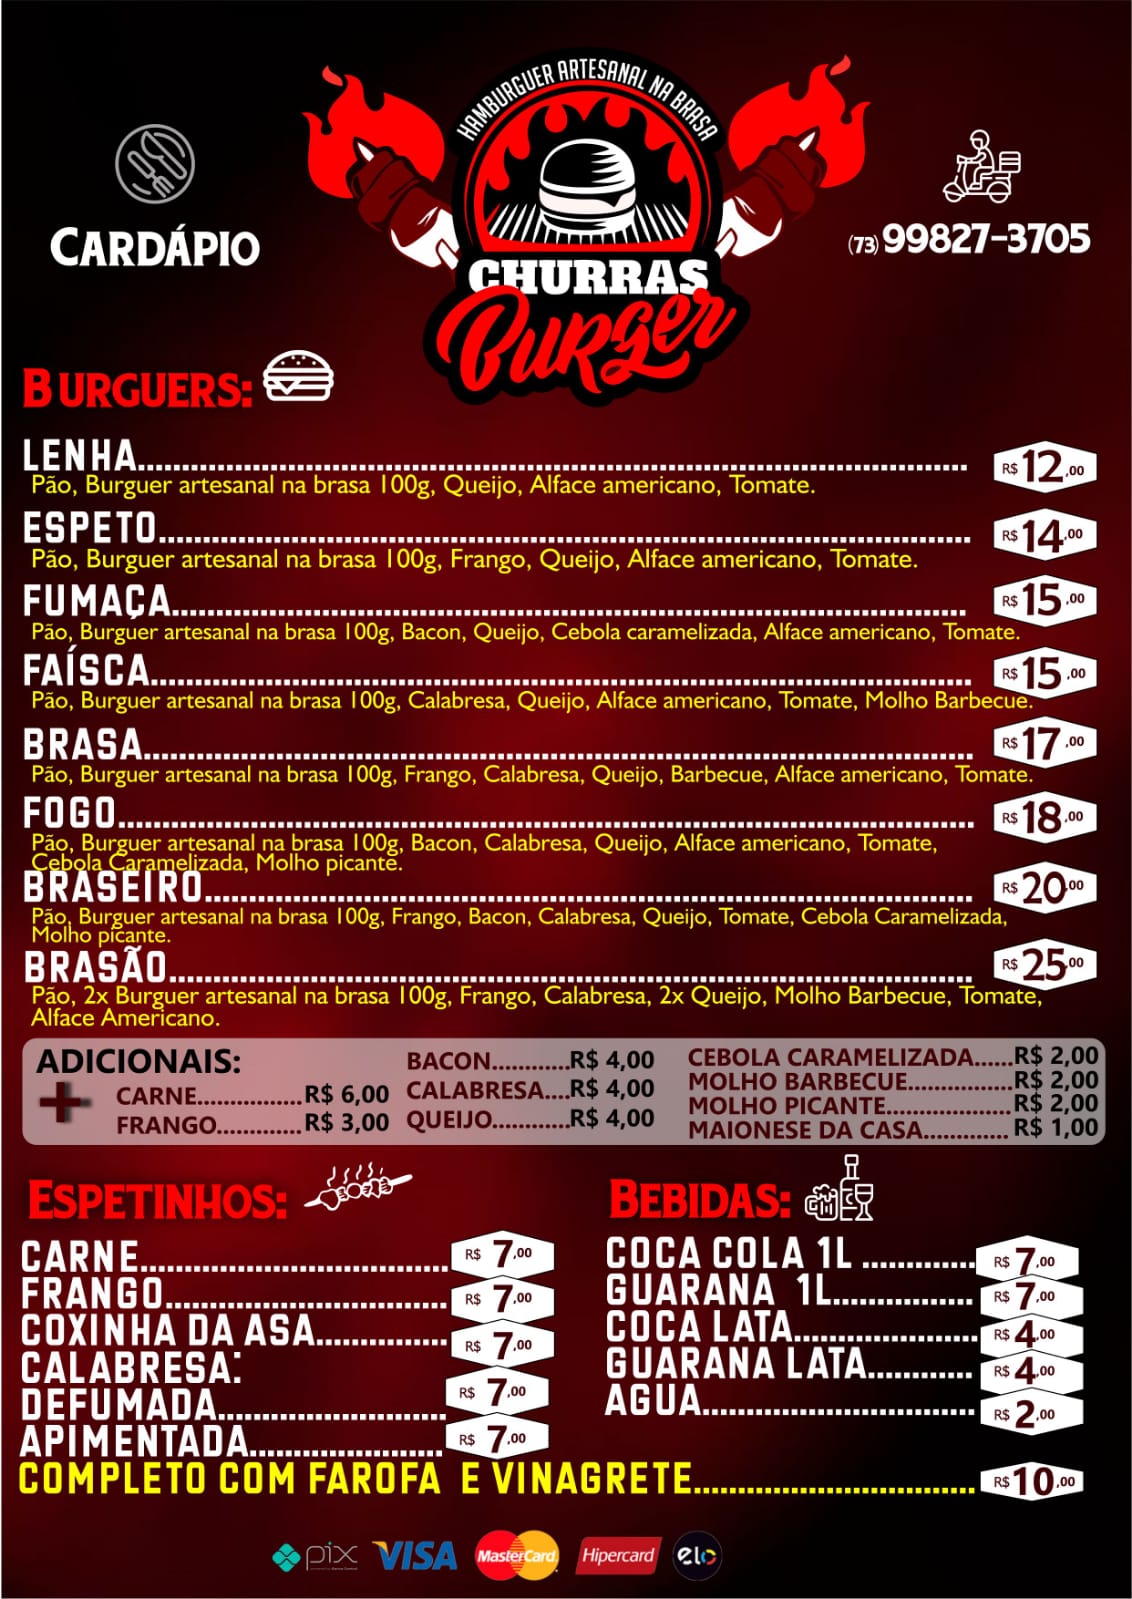 HAMBURGUER ARTESANAL NA BRASA
CHURRAS
Burger
CARDÁPIO
(73) 99827-3705
BURGUERS:
LENHA........ R$ 12,00
Pão, Burguer artesanal na brasa 100g, Queijo, Alface americano, Tomate.
ESPETO........ R$ 14,00
Pão, Burguer artesanal na brasa 100g, Frango, Queijo, Alface americano, Tomate.
FUMAÇA........ R$ 15,00
Pão, Burguer artesanal na brasa 100g, Bacon, Queijo, Cebola caramelizada, Alface americano, Tomate.
FAÍSCA........ R$ 15,00
Pão, Burguer artesanal na brasa 100g, Calabresa, Queijo, Alface americano, Tomate, Molho Barbecue.
BRASA........ R$ 17,00
Pão, Burguer artesanal na brasa 100g, Frango, Calabresa, Queijo, Barbecue, Alface americano, Tomate.
FOGO........ R$ 18,00
Pão, Burguer artesanal na brasa 100g, Bacon, Calabresa, Queijo, Alface americano, Tomate,
Cebola Caramelizada, Molho picante.
BRASEIRO........ R$ 20,00
Pão, Burguer artesanal na brasa 100g, Frango, Bacon, Calabresa, Queijo, Tomate, Cebola Caramelizada,
Molho picante.
BRASÃO........ R$ 25,00
Pão, 2x Burguer artesanal na brasa 100g, Frango, Calabresa, 2x Queijo, Molho Barbecue, Tomate,
Alface Americano.
ADICIONAIS:
+
CARNE........ R$ 6,00
FRANGO........ R$ 3,00
BACON........ R$ 4,00
CALABRESA.... R$ 4,00
QUEIJO........ R$ 4,00
CEBOLA CARAMELIZADA...... R$ 2,00
MOLHO BARBECUE........ R$ 2,00
MOLHO PICANTE........ R$ 2,00
MAIONESE DA CASA........ R$ 1,00
ESPETINHOS:
CARNE........ R$ 7,00
FRANGO........ R$ 7,00
COXINHA DA ASA........ R$ 7,00
CALABRESA:
DEFUMADA........ R$ 7,00
APIMENTADA........ R$ 7,00
BEBIDAS:
COCA COLA 1L ........ R$ 7,00
GUARANA 1L........ R$ 7,00
COCA LATA........ R$ 4,00
GUARANA LATA........ R$ 4,00
AGUA........ R$ 2,00
COMPLETO COM FAROFA E VINAGRETE........ R$ 10,00
pix
VISA
MasterCard
Hipercard
elo